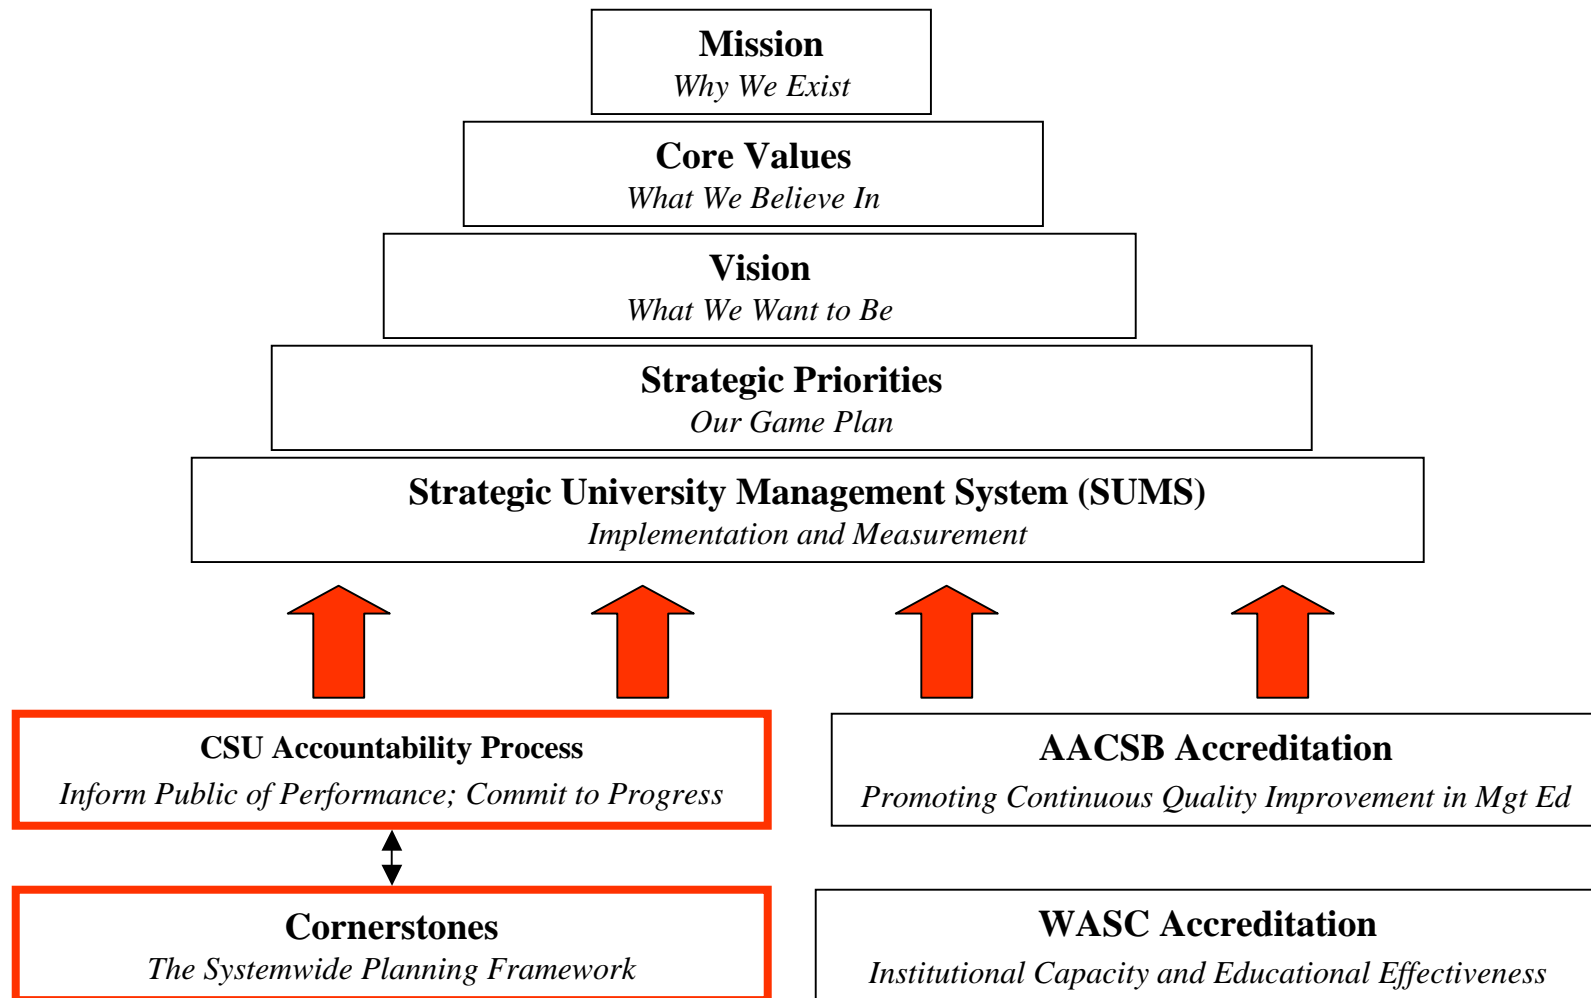 Mission
Why We Exist
Core Values
What We Believe In
Vision
What We Want to Be
Strategic Priorities
Our Game Plan
Strategic University Management System (SUMS)
Implementation and Measurement
CSU Accountability Process
Inform Public of Performance; Commit to Progress
AACSB Accreditation
Promoting Continuous Quality Improvement in Mgt Ed
Cornerstones
The Systemwide Planning Framework
WASC Accreditation
Institutional Capacity and Educational Effectiveness